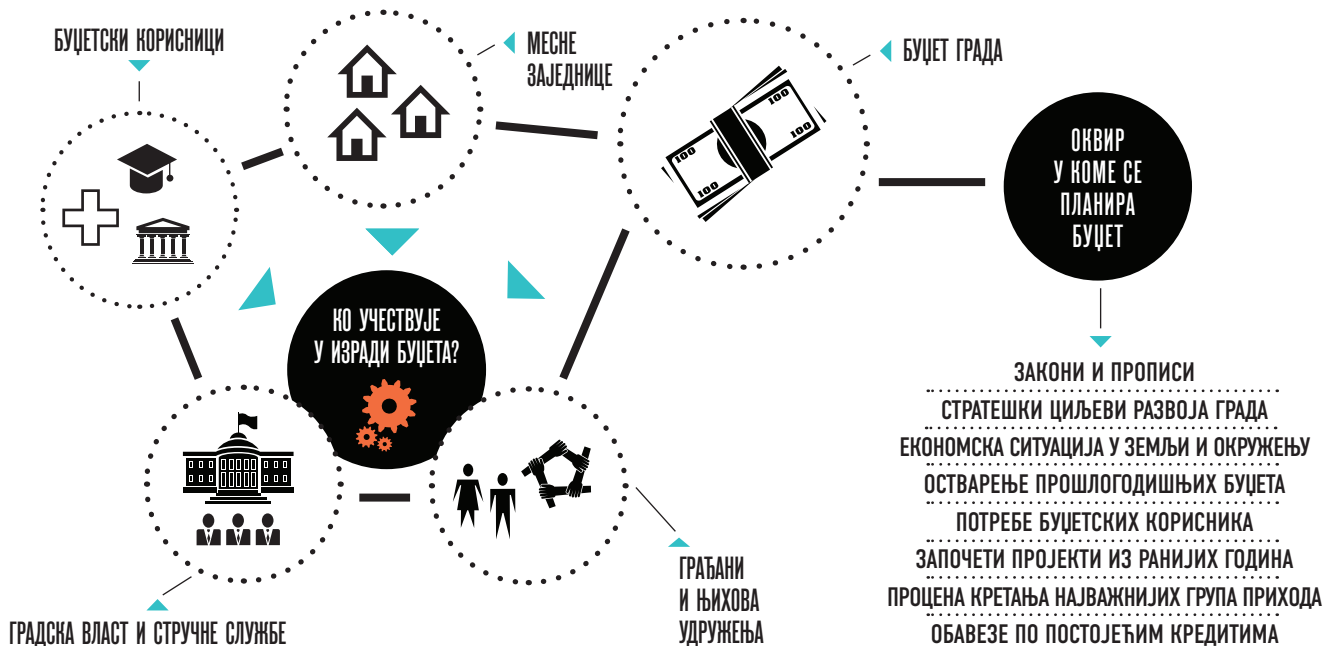 БУЏЕТСКИ КОРИСНИЦИ
МЕСНЕ
ЗАЈЕДНИЦЕ
БУЏЕТ ГРАДА
100
100
100
100
ОКВИР
У КОМЕ СЕ
ПЛАНИРА
БУЏЕТ
КО УЧЕСТВУЈЕ
У ИЗРАДИ БУЏЕТА?
ГРАДСКА ВЛАСТ И СТРУЧНЕ СЛУЖБЕ
ГРАЂАНИ
И ЊИХОВА
УДРУЖЕЊА
ЗАКОНИ И ПРОПИСИ
СТРАТЕШКИ ЦИЉЕВИ РАЗВОЈА ГРАДА
ЕКОНОМСКА СИТУАЦИЈА У ЗЕМЉИ И ОКРУЖЕЊУ
ОСТВАРЕЊЕ ПРОШЛОГОДИШЊИХ БУЏЕТА
ПОТРЕБЕ БУЏЕТСКИХ КОРИСНИКА
ЗАПОЧЕТИ ПРОЈЕКТИ ИЗ РАНИЈИХ ГОДИНА
ПРОЦЕНА КРЕТАЊА НАЈВАЖНИЈИХ ГРУПА ПРИХОДА
ОБАВЕЗЕ ПО ПОСТОЈЕЋИМ КРЕДИТИМА